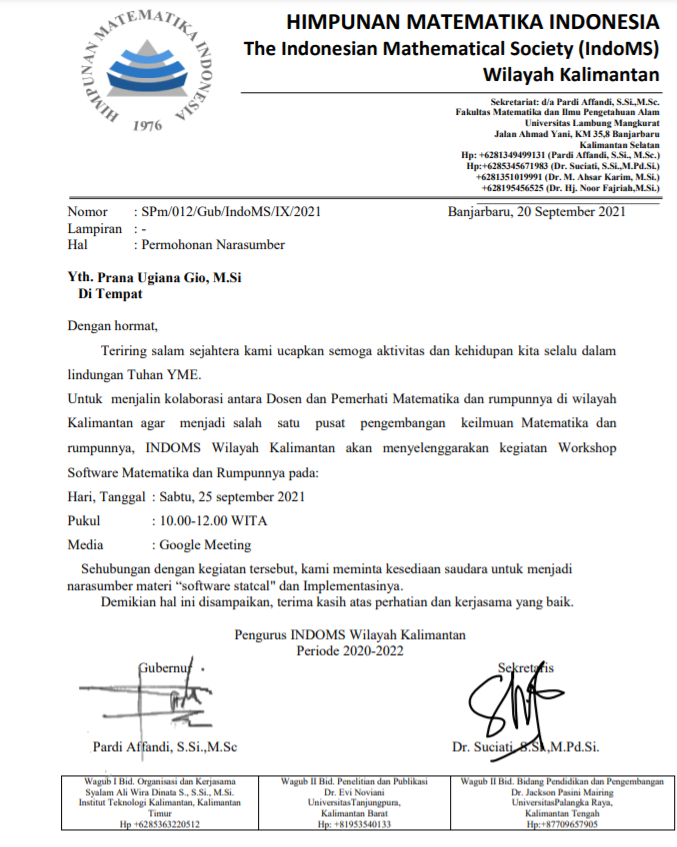 HIMPUNAN MATEMATIKA INDONESIA
1976
HIMPUNAN MATEMATIKA INDONESIA
The Indonesian Mathematical Society (IndoMS)
Wilayah Kalimantan
Sekretariat: d/a Pardi Affandi, S.Si.,M.Sc.
Fakultas Matematika dan Ilmu Pengetahuan Alam
Universitas Lambung Mangkurat
Jalan Ahmad Yani, KM 35,8 Banjarbaru
Kalimantan Selatan
Hp: +6281349499131 (Pardi Affandi, S.Si., M.Sc.)
Hp:+6285345671983 (Dr. Suciati, S.Si.,M.Pd.Si.)
+6281351019991 (Dr. M. Ahsar Karim, M.Si.)
+628195456525 (Dr. Hj. Noor Fajriah,M.Si.)
Nomor : SPm/012/Gub/IndoMS/IX/2021 Banjarbaru, 20 September 2021
Lampiran : -
Hal : Permohonan Narasumber
Yth. Prana Ugiana Gio, M.Si
Di Tempat
Dengan hormat,
Teriring salam sejahtera kami ucapkan semoga aktivitas dan kehidupan kita selalu dalam
lindungan Tuhan YME.
Untuk menjalin kolaborasi antara Dosen dan Pemerhati Matematika dan rumpunnya di wilayah
Kalimantan agar menjadi salah satu pusat pengembangan keilmuan Matematika dan
rumpunnya, INDOMS Wilayah Kalimantan akan menyelenggarakan kegiatan Workshop
Software Matematika dan Rumpunnya pada:
Hari, Tanggal : Sabtu, 25 september 2021
Pukul : 10.00-12.00 WITA
Media : Google Meeting
Sehubungan dengan kegiatan tersebut, kami meminta kesediaan saudara untuk menjadi
narasumber materi “software statcal" dan Implementasinya.
Demikian hal ini disampaikan, terima kasih atas perhatian dan kerjasama yang baik.
Pengurus INDOMS Wilayah Kalimantan
Periode 2020-2022
Gubernur Sekretaris
Pardi Affandi, S.Si.,M.Sc Dr. Suciati, S.Si,M.Pd.Si.
Wagub I Bid. Organisasi dan Kerjasama
Syalam Ali Wira Dinata S., S.Si., M.Si.
Institut Teknologi Kalimantan, Kalimantan
Timur
Hp +6285363220512
Wagub II Bid. Penelitian dan Publikasi
Dr. Evi Noviani
UniversitasTanjungpura,
Kalimantan Barat
Hp: +81953540133
Wagub II Bid. Bidang Pendidikan dan Pengembangan
Dr. Jackson Pasini Mairing
UniversitasPalangka Raya,
Kalimantan Tengah
Hp:+87709657905